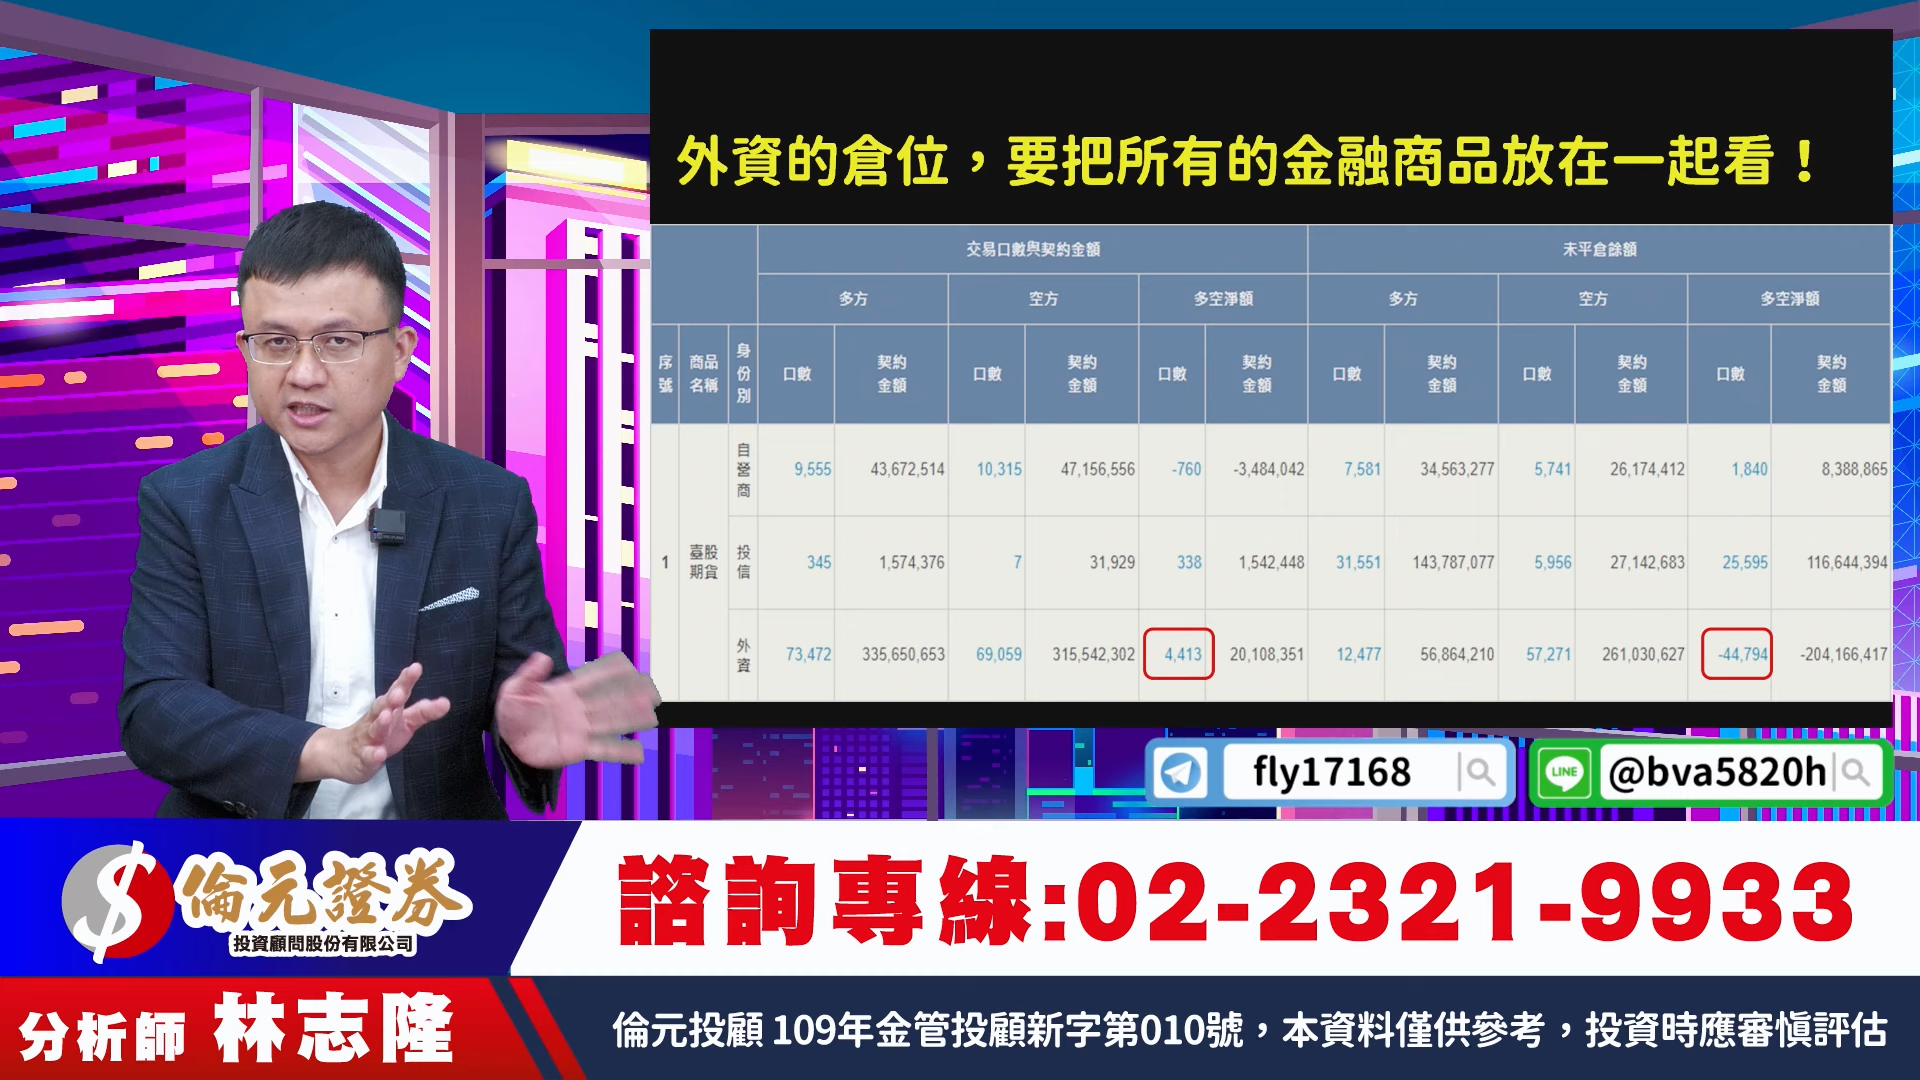 外資的倉位，要把所有的金融商品放在一起看！
交易口數與契約金額 未平倉餘額
多方 空方 多空淨額 多方 空方 多空淨額
序號 商品名稱 身份別 口數 契約金額 口數 契約金額 口數 契約金額 口數 契約金額 口數 契約金額 口數 契約金額
自營商 9,555 43,672,514 10,315 47,156,556 -760 -3,484,042 7,581 34,563,277 5,741 26,174,412 1,840 8,388,865
1 臺股期貨 投信 345 1,574,376 7 31,929 338 1,542,448 31,551 143,787,077 5,956 27,142,683 25,595 116,644,394
外資 73,472 335,650,653 69,059 315,542,302 4,413 20,108,351 12,477 56,864,210 57,271 261,030,627 -44,794 -204,166,417
fly17168
LINE @bva5820h
倫元證券
投資顧問股份有限公司
諮詢專線:02-2321-9933
分析師 林志隆
倫元投顧 109年金管投顧新字第010號，本資料僅供參考，投資時應審慎評估